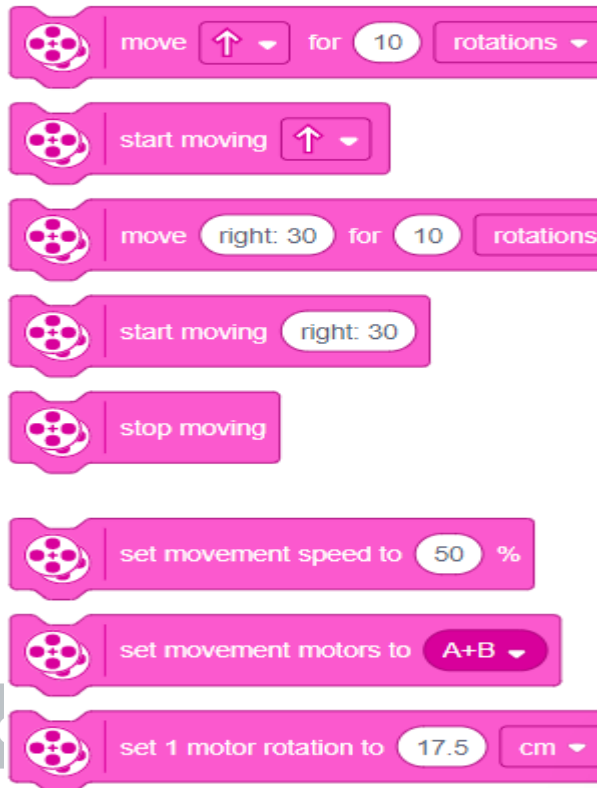 move ↑ for 10 rotations
start moving ↑
move right: 30 for 10 rotations
start moving right: 30
stop moving
set movement speed to 50 %
set movement motors to A+B
set 1 motor rotation to 17.5 cm